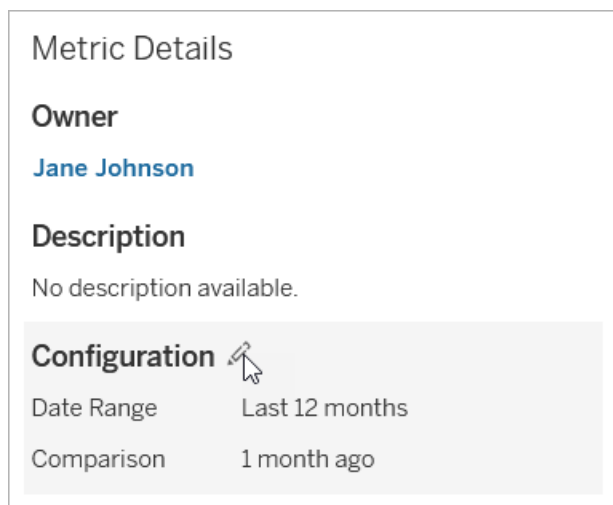 Metric Details
Owner
Jane Johnson
Description
No description available.
Configuration
Date Range Last 12 months
Comparison 1 month ago